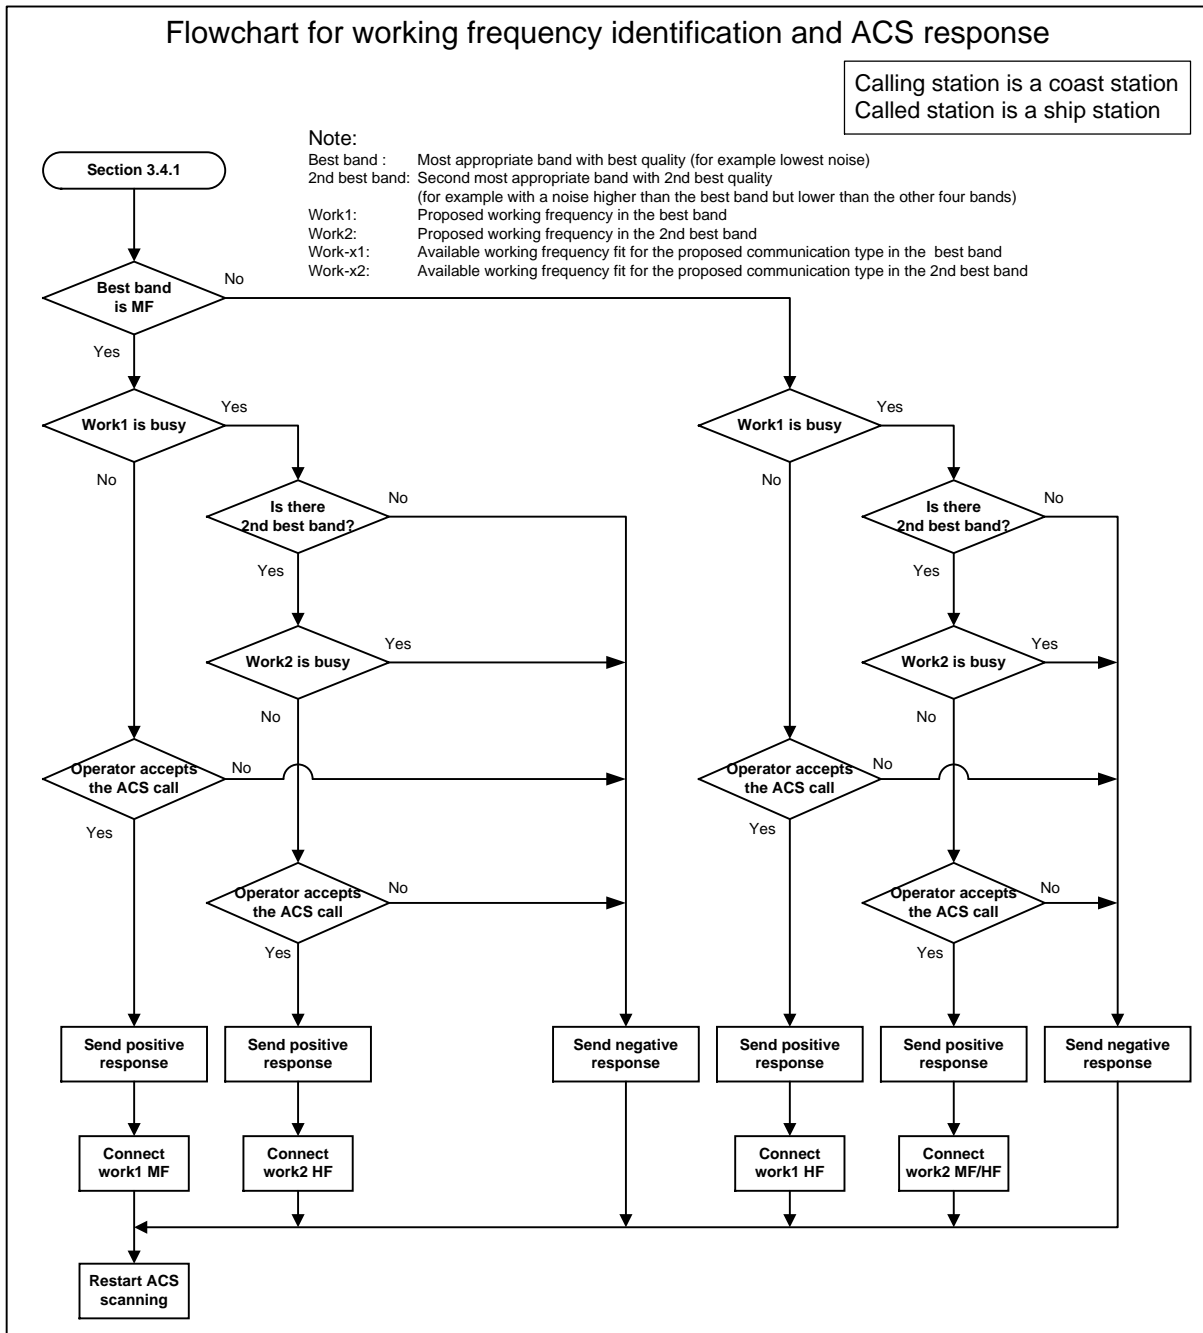 Flowchart for working frequency identification and ACS response
Calling station is a coast station
Called station is a ship station
Note:
Best band : Most appropriate band with best quality (for example lowest noise)
2nd best band: Second most appropriate band with 2nd best quality
(for example with a noise higher than the best band but lower than the other four bands)
Work1: Proposed working frequency in the best band
Work2: Proposed working frequency in the 2nd best band
Work-x1: Available working frequency fit for the proposed communication type in the best band
Work-x2: Available working frequency fit for the proposed communication type in the 2nd best band
Section 3.4.1
Best band
is MF
No
Yes
Work1 is busy
Yes
No
Is there
2nd best band?
No
Yes
Work2 is busy
Yes
No
Operator accepts
the ACS call
No
Yes
Operator accepts
the ACS call
No
Yes
Work1 is busy
Yes
No
Is there
2nd best band?
No
Yes
Work2 is busy
Yes
No
Operator accepts
the ACS call
No
Yes
Operator accepts
the ACS call
No
Yes
Send positive
response
Send positive
response
Send negative
response
Send positive
response
Send positive
response
Send negative
response
Connect
work1 MF
Connect
work2 HF
Connect
work1 HF
Connect
work2 MF/HF
Restart ACS
scanning